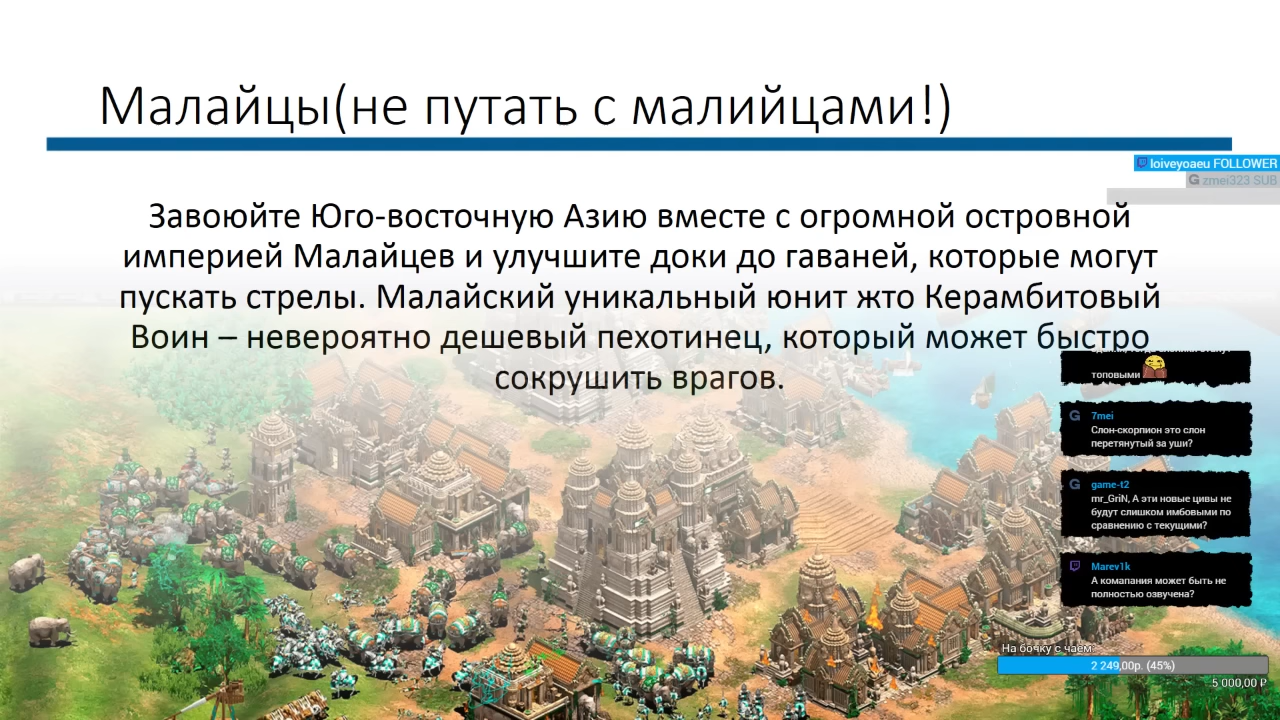 Малайцы(не путать с малийцами!)
loiveyoaeu FOLLOWER
G zmei323 SUB
Завоюйте Юго-восточную Азию вместе с огромной островной
империей Малайцев и улучшите доки до гаваней, которые могут
пускать стрелы. Малайский уникальный юнит жто Керамбитовый
Воин – невероятно дешевый пехотинец, который может быстро
сокрушить врагов.
топовыми
G 7mei
Слон-скорпион это слон
перетянутый за уши?
G game-t2
mr_GriN, А эти новые цивы не
будут слишком имбовыми по
сравнению с текущими?
Marev1k
А комапания может быть не
полностью озвучена?
На бочку с чаем:
2 249,00р. (45%)
5 000,00 ₽